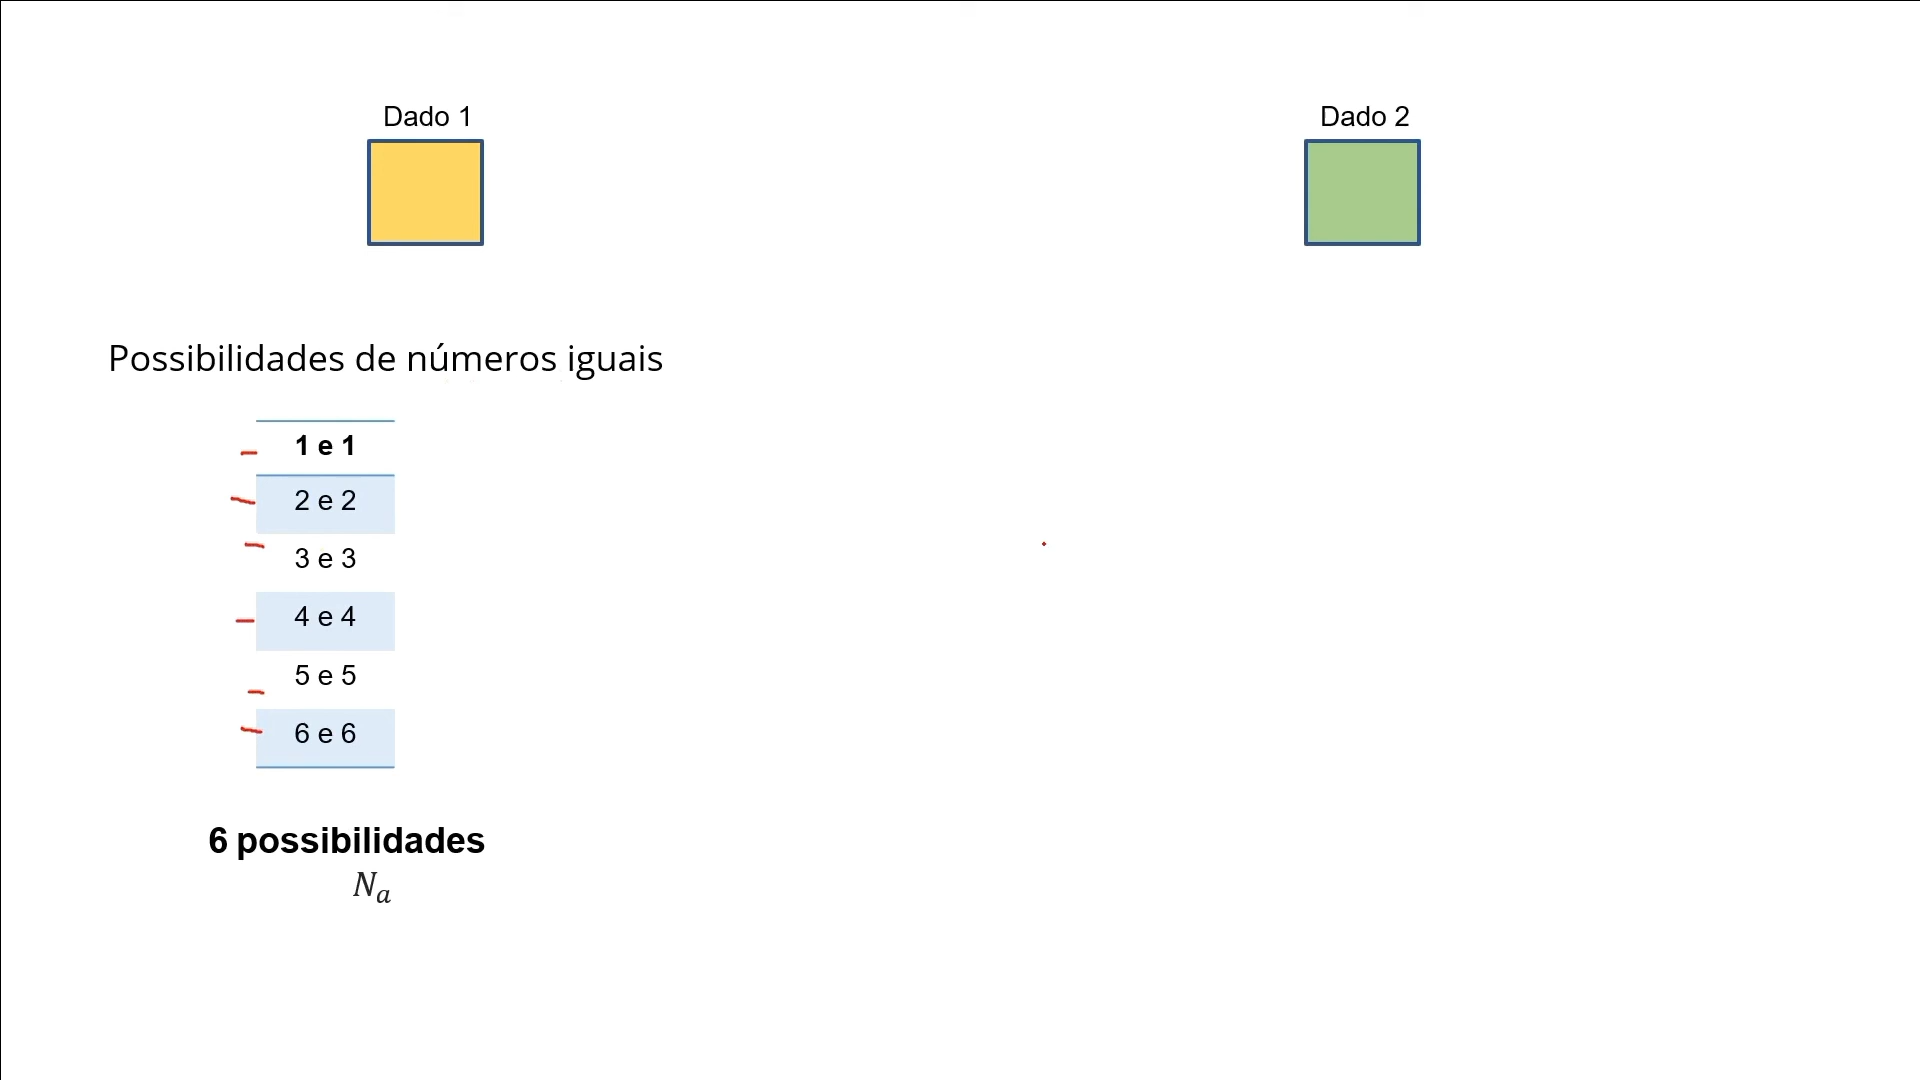 Dado 1
Dado 2
Possibilidades de números iguais
1 e 1
2 e 2
3 e 3
4 e 4
5 e 5
6 e 6
6 possibilidades
Nₐ